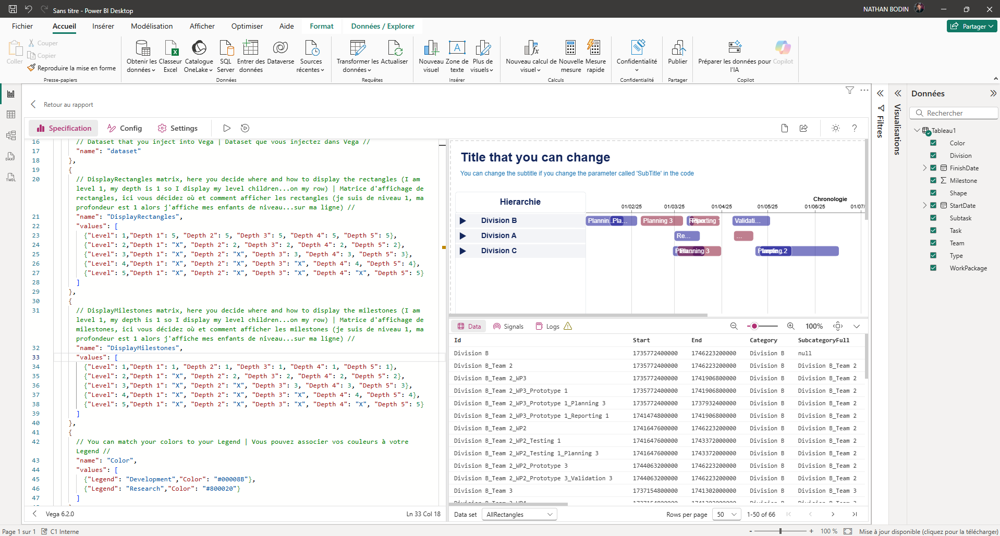 Sans titre - Power BI Desktop
NATHAN BODIN
Fichier Accueil Insérer Modélisation Afficher Optimiser Aide Format Données / Explorer
Partager
Coller
Couper
Copier
Reproduire la mise en forme
Presse-papiers
Obtenir les données
Classeur Excel
Catalogue OneLake
SQL Server
Entrer des données
Dataverse
Sources récentes
Données
Transformer les données
Actualiser
Requêtes
Nouveau visuel
Zone de texte
Plus de visuels
Insérer
Nouveau calcul de visuel
Nouvelle mesure
Mesure rapide
Calculs
Confidentialité
Confidentialité
Publier
Partager
Préparer les données pour l'IA
Copilot
Copilot
Retour au rapport
Specification Config Settings
16 // Dataset that you inject into Vega | Dataset que vous injectez dans Vega //
17 "name": "dataset"
18 },
19 {
20 // DisplayRectangles matrix, here you decide where and how to display the rectangles (I am
level 1, my depth is 1 so I display my level children...on my row) | Matrice d'affichage de
rectangles, ici vous décidez où et comment afficher les rectangles (je suis de niveau 1, ma
profondeur est 1 alors j'affiche mes enfants de niveau...sur ma ligne) //
21 "name": "DisplayRectangles",
22 "values": [
23 {"Level": 1,"Depth 1": 5, "Depth 2": 5, "Depth 3": 5, "Depth 4": 5, "Depth 5": 5},
24 {"Level": 2,"Depth 1": "X", "Depth 2": 2, "Depth 3": 2, "Depth 4": 2, "Depth 5": 2},
25 {"Level": 3,"Depth 1": "X", "Depth 2": "X", "Depth 3": 3, "Depth 4": 3, "Depth 5": 3},
26 {"Level": 4,"Depth 1": "X", "Depth 2": "X", "Depth 3": "X", "Depth 4": 4, "Depth 5": 4},
27 {"Level": 5,"Depth 1": "X", "Depth 2": "X", "Depth 3": "X", "Depth 4": "X", "Depth 5": 5}
28 ]
29 },
30 {
31 // DisplayMilestones matrix, here you decide where and how to display the milestones (I am
level 1, my depth is 1 so I display my level children...on my row) | Matrice d'affichage de
milestones, ici vous décidez où et comment afficher les milestones (je suis de niveau 1, ma
profondeur est 1 alors j'affiche mes enfants de niveau...sur ma ligne) //
32 "name": "DisplayMilestones",
33 "values": [
34 {"Level": 1,"Depth 1": 1, "Depth 2": 1, "Depth 3": 1, "Depth 4": 1, "Depth 5": 1},
35 {"Level": 2,"Depth 1": "X", "Depth 2": 2, "Depth 3": 2, "Depth 4": 2, "Depth 5": 2},
36 {"Level": 3,"Depth 1": "X", "Depth 2": "X", "Depth 3": 3, "Depth 4": 3, "Depth 5": 3},
37 {"Level": 4,"Depth 1": "X", "Depth 2": "X", "Depth 3": "X", "Depth 4": 4, "Depth 5": 4},
38 {"Level": 5,"Depth 1": "X", "Depth 2": "X", "Depth 3": "X", "Depth 4": "X", "Depth 5": 5}
39 ]
40 },
41 {
42 // You can match your colors to your Legend | Vous pouvez associer vos couleurs à votre
Legend //
43 "name": "Color",
44 "values": [
45 {"Legend": "Development","Color": "#00008B"},
46 {"Legend": "Research","Color": "#800020"}
47 ]
Vega 6.2.0
Ln 33 Col 18
Title that you can change
You can change the subtitle if you change the parameter called 'SubTitle' in the code
Hierarchie
Chronologie
01/02/25 01/03/25 01/04/25 01/05/25 01/06/25 01/07/
Division B
Plannin... Pla... Planning 3 Validati...
Division A
Re... ...
Division C
Planning 3
Data Signals Logs
100%
Id Start End Category SubcategoryFull
Division B 1735772400000 1746223200000 Division B null
Division B_Team 2 1735772400000 1746223200000 Division B Division B_Team 2
Division B_Team 2_WP3 1735772400000 1741906800000 Division B Division B_Team 2
Division B_Team 2_WP3_Prototype 1 1735772400000 1741906800000 Division B Division B_Team 2
Division B_Team 2_WP3_Prototype 1_Planning 3 1735772400000 1737932400000 Division B Division B_Team 2
Division B_Team 2_WP3_Prototype 1_Reporting 1 1741474800000 1741906800000 Division B Division B_Team 2
Division B_Team 2_WP2 1741647600000 1746223200000 Division B Division B_Team 2
Division B_Team 2_WP2_Testing 1 1741647600000 1743372000000 Division B Division B_Team 2
Division B_Team 2_WP2_Testing 1_Planning 3 1741647600000 1743372000000 Division B Division B_Team 2
Division B_Team 2_WP2_Prototype 3 1744063200000 1746223200000 Division B Division B_Team 2
Division B_Team 2_WP2_Prototype 3_Validation 3 1744063200000 1746223200000 Division B Division B_Team 2
Division B_Team 3 1737154800000 1741302000000 Division B Division B_Team 3
Data set AllRectangles
Rows per page 50 1-50 of 66
Filtres
Visualisations
Données
Rechercher
Tableau1
Color
Division
FinishDate
Milestone
Shape
StartDate
Subtask
Task
Team
Type
WorkPackage
Page 1 sur 1 C1 Interne
- + 100 % Mise à jour disponible (cliquez pour la télécharger)